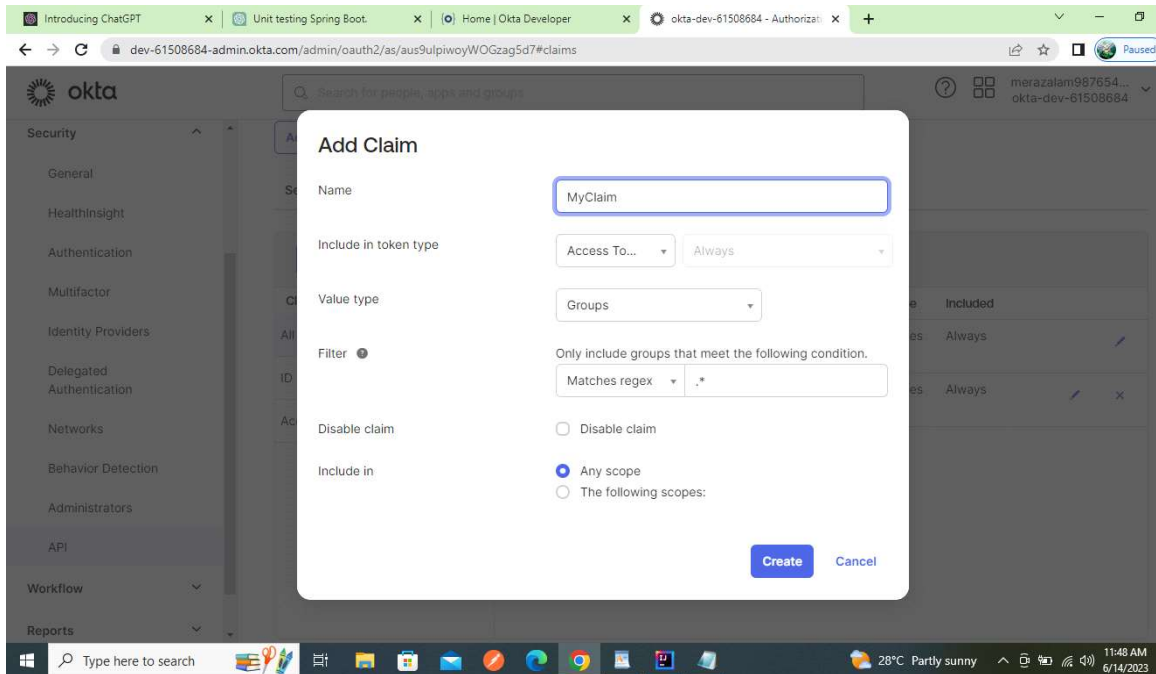 Introducing ChatGPT
Unit testing Spring Boot.
Home | Okta Developer
okta-dev-61508684 - Authorizati
dev-61508684-admin.okta.com/admin/oauth2/as/aus9ulpiwoyWOGzag5d7#claims
Paused
okta
Search for people, apps and groups
merazalam987654...
okta-dev-61508684
Security
General
HealthInsight
Authentication
Multifactor
Identity Providers
Delegated
Authentication
Networks
Behavior Detection
Administrators
API
Workflow
Reports
Add Claim
Name
MyClaim
Include in token type
Access To...
Always
Value type
Groups
Filter
Only include groups that meet the following condition.
Matches regex
.*
Disable claim
Disable claim
Include in
Any scope
The following scopes:
Create
Cancel
Included
Always
Always
All
ID
Type here to search
28°C Partly sunny
11:48 AM
6/14/2023